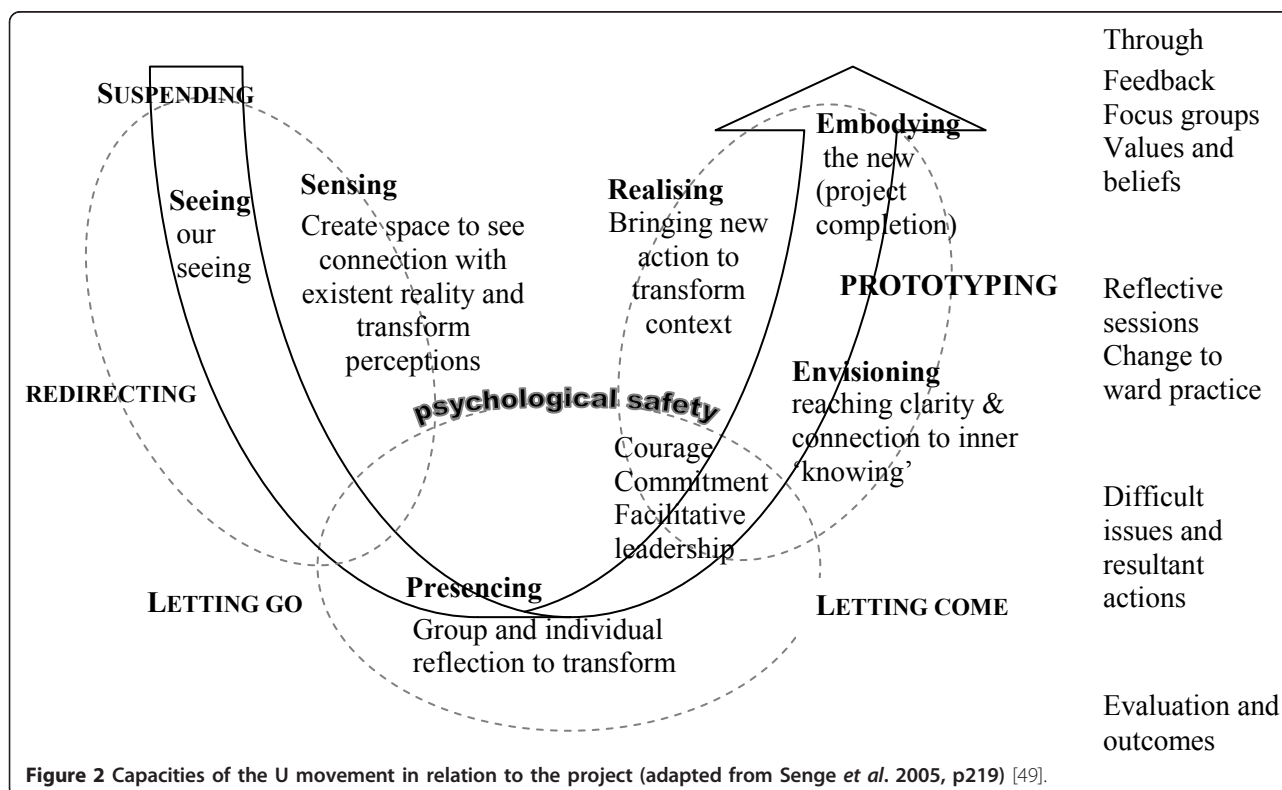 SUSPENDING
Seeing
our
seeing
Sensing
Create space to see
connection with
existent reality and
transform
perceptions
REDIRECTING
LETTING GO
Presencing
Group and individual
reflection to transform
psychological safety
Courage
Commitment
Facilitative
leadership
LETTING COME
Envisioning
reaching clarity &
connection to inner
‘knowing’
PROTOTYPING
Realising
Bringing new
action to
transform
context
Embodying
the new
(project
completion)
Through
Feedback
Focus groups
Values and
beliefs
Reflective
sessions
Change to
ward practice
Difficult
issues and
resultant
actions
Evaluation and
outcomes
Figure 2 Capacities of the U movement in relation to the project (adapted from Senge et al. 2005, p219) [49].